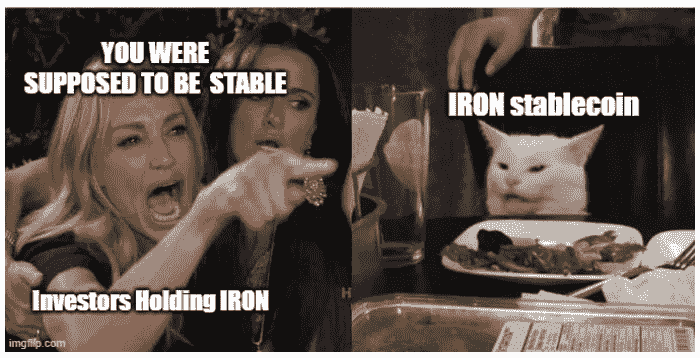 YOU WERE
SUPPOSED TO BE STABLE
IRON stablecoin
Investors Holding IRON
imgflip.com